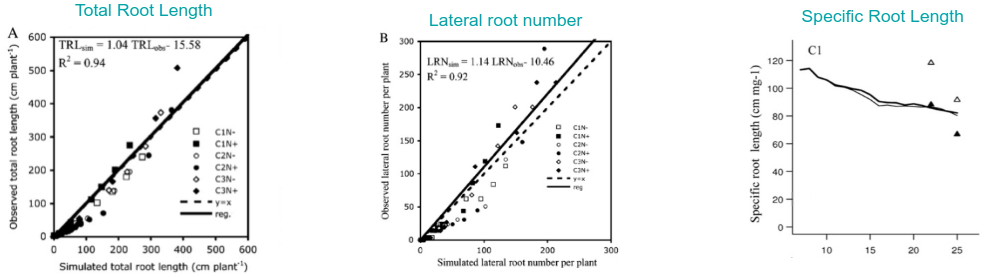 Total Root Length
Lateral root number
Specific Root Length
A
TRLsim = 1.04 TRLobs- 15.58
R² = 0.94
Observed total root length (cm plant⁻¹)
600
500
400
300
200
100
0
C1N-
C1N+
C2N-
C2N+
C3N-
C3N+
y=x
reg.
0 100 200 300 400 500 600
Simulated total root length (cm plant⁻¹)
B
LRNsim = 1.14 LRNobs- 10.46
R² = 0.92
Observed lateral root number per plant
300
250
200
150
100
50
0
C1N-
C1N+
C2N-
C2N+
C3N-
C3N+
y=x
reg
0 100 200 300
Simulated lateral root number per plant
C1
Specific root length (cm mg-1)
120
100
80
60
40
20
0
10 15 20 25